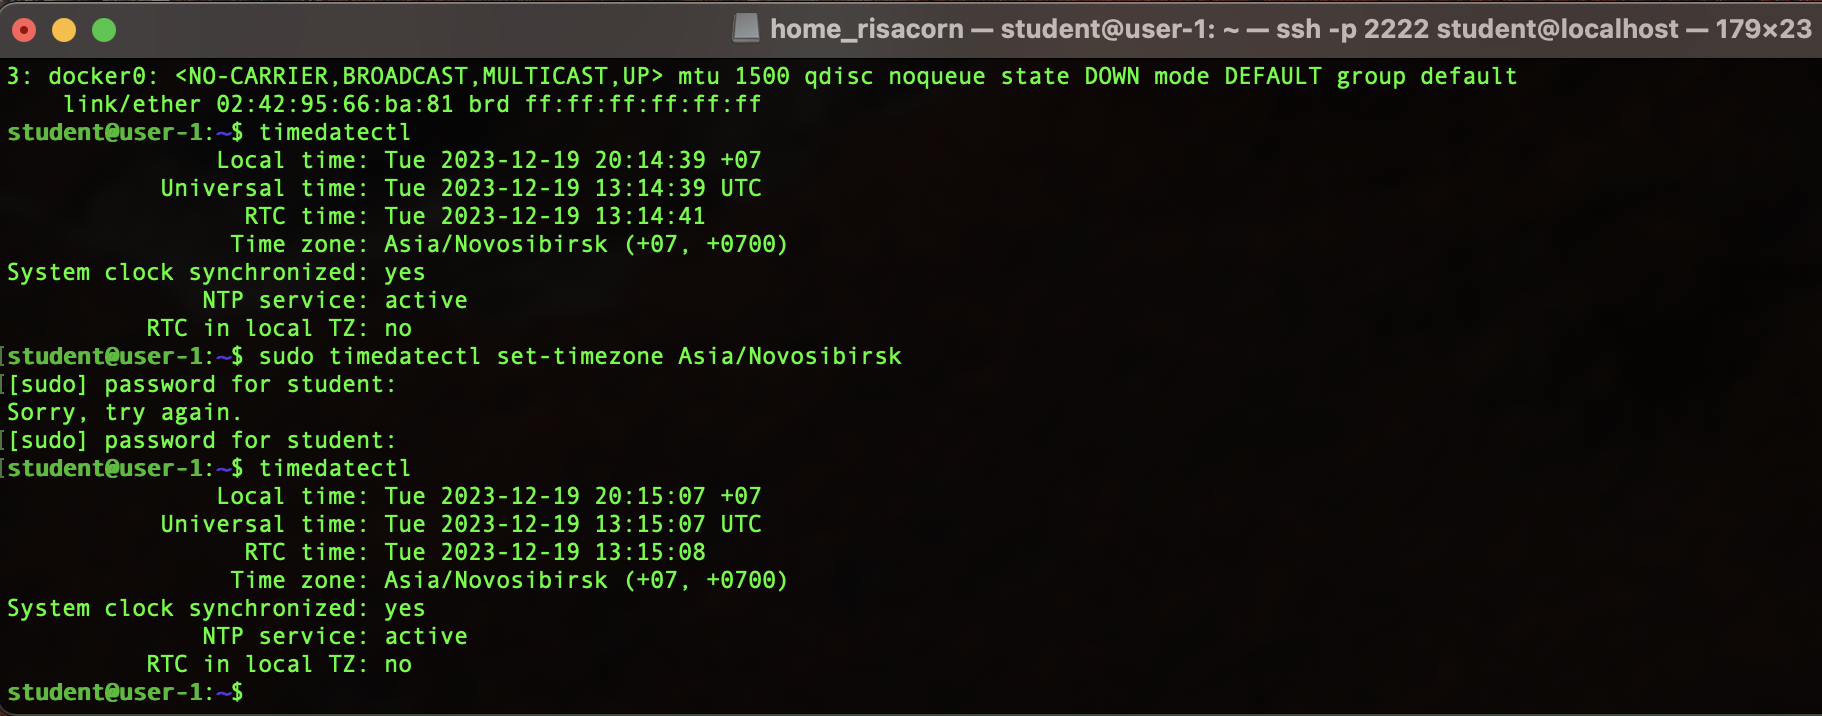 home_risacorn — student@user-1: ~ — ssh -p 2222 student@localhost — 179×23
3: docker0: <NO-CARRIER,BROADCAST,MULTICAST,UP> mtu 1500 qdisc noqueue state DOWN mode DEFAULT group default
    link/ether 02:42:95:66:ba:81 brd ff:ff:ff:ff:ff:ff
student@user-1:~$ timedatectl
               Local time: Tue 2023-12-19 20:14:39 +07
           Universal time: Tue 2023-12-19 13:14:39 UTC
                 RTC time: Tue 2023-12-19 13:14:41
                Time zone: Asia/Novosibirsk (+07, +0700)
System clock synchronized: yes
              NTP service: active
          RTC in local TZ: no
[student@user-1:~$ sudo timedatectl set-timezone Asia/Novosibirsk
[[sudo] password for student:
Sorry, try again.
[[sudo] password for student:
[student@user-1:~$ timedatectl
               Local time: Tue 2023-12-19 20:15:07 +07
           Universal time: Tue 2023-12-19 13:15:07 UTC
                 RTC time: Tue 2023-12-19 13:15:08
                Time zone: Asia/Novosibirsk (+07, +0700)
System clock synchronized: yes
              NTP service: active
          RTC in local TZ: no
student@user-1:~$